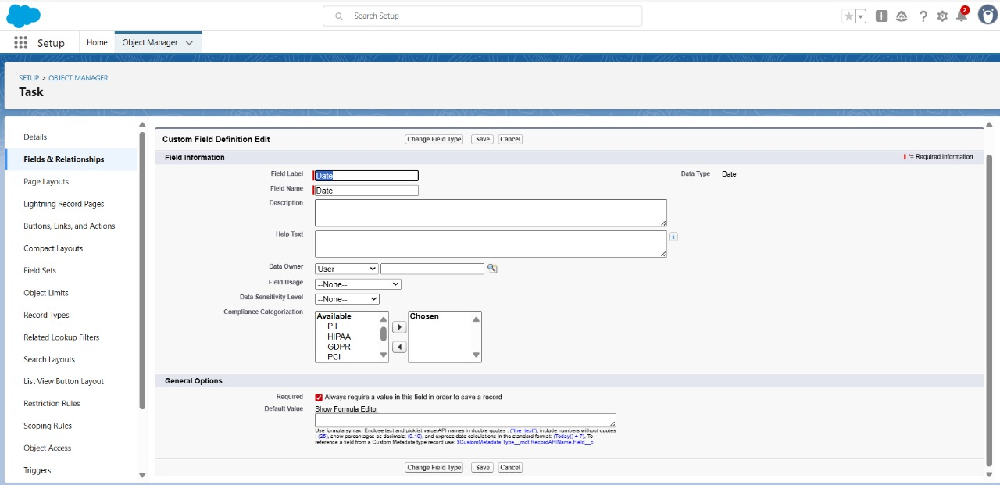 Search Setup
2
Setup
Home
Object Manager
SETUP > OBJECT MANAGER
Task
Details
Fields & Relationships
Page Layouts
Lightning Record Pages
Buttons, Links, and Actions
Compact Layouts
Field Sets
Object Limits
Record Types
Related Lookup Filters
Search Layouts
List View Button Layout
Restriction Rules
Scoping Rules
Object Access
Triggers
Custom Field Definition Edit
Change Field Type
Save
Cancel
Field Information
= Required Information
Field Label
Date
Data Type
Date
Field Name
Date
Description
Help Text
i
Data Owner
User
Field Usage
--None--
Data Sensitivity Level
--None--
Compliance Categorization
Available
PII
HIPAA
GDPR
PCI
Chosen
General Options
Required
Always require a value in this field in order to save a record
Default Value
Show Formula Editor
Use formula syntax: Enclose text and picklist value API names in double quotes : ("the_text"), include numbers without quotes
: (25), show percentages as decimals: (0.10), and express date calculations in the standard format: (Today() + 7). To
reference a field from a Custom Metadata type record use: $CustomMetadata.Type__mdt.RecordAPIName.Field__c
Change Field Type
Save
Cancel